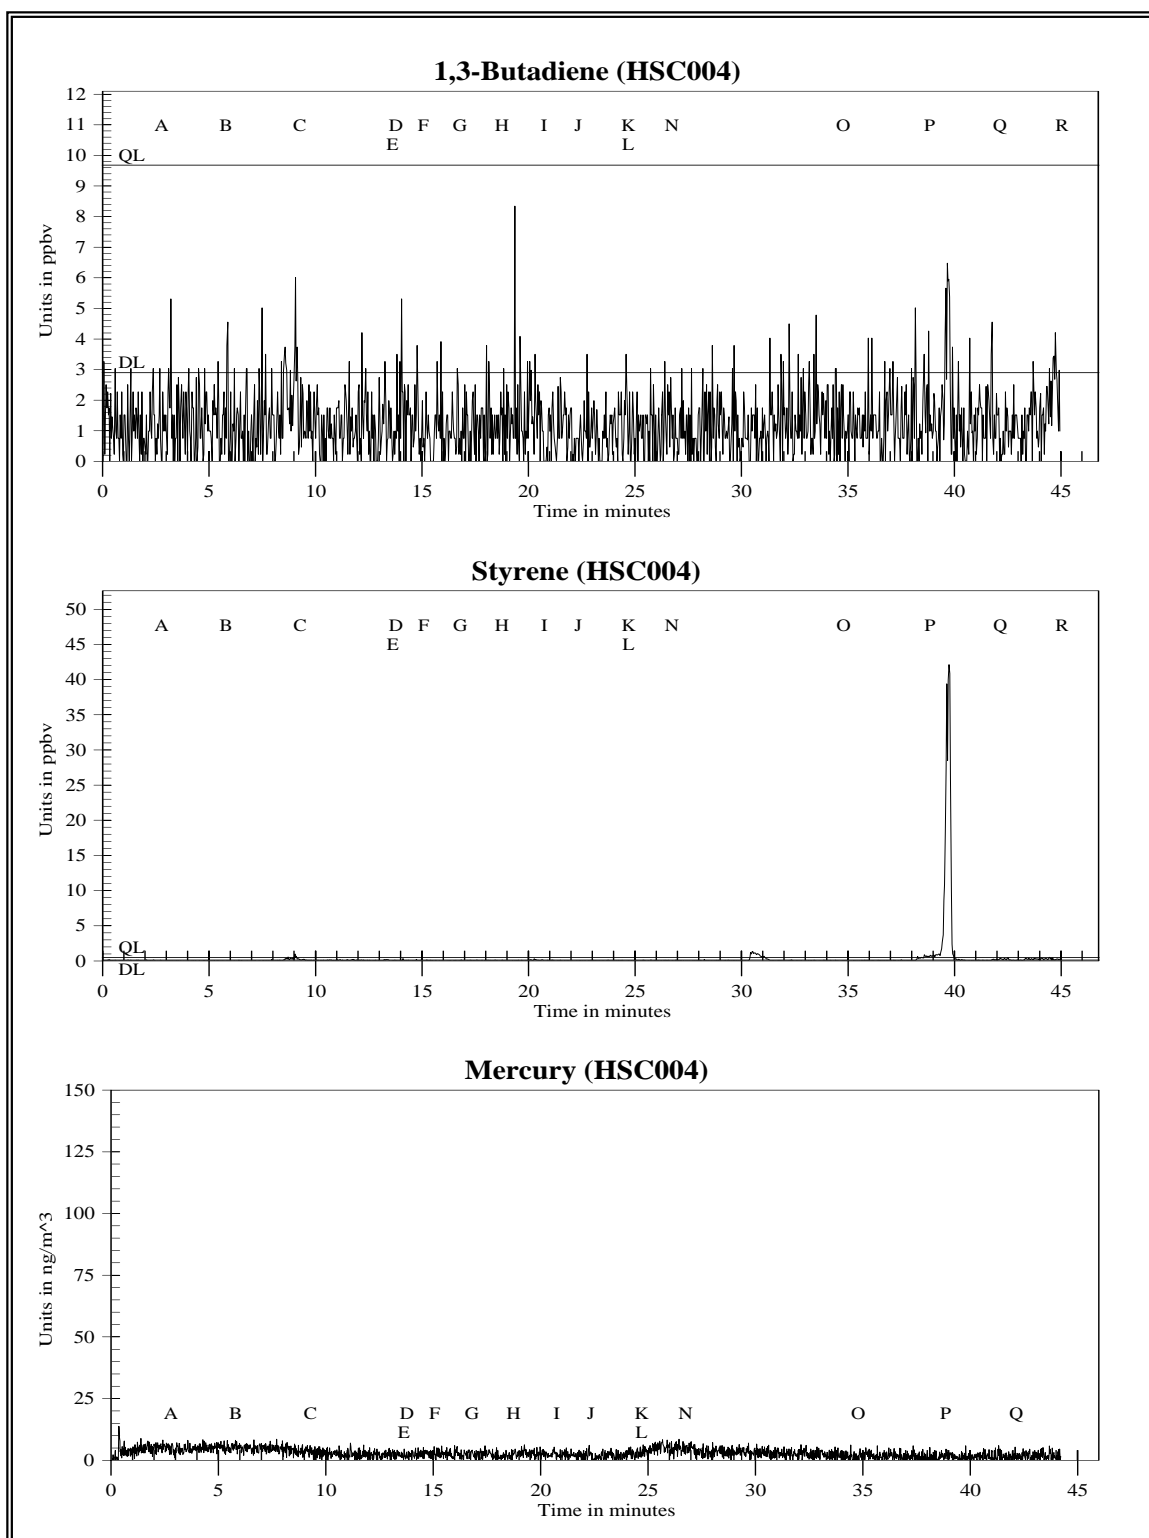 1,3-Butadiene (HSC004)
12
11
10
9
8
7
6
5
4
3
2
1
0
Units in ppbv
A B C D F G H I J K N O P Q R
E L
QL
DL
0 5 10 15 20 25 30 35 40 45
Time in minutes
Styrene (HSC004)
50
45
40
35
30
25
20
15
10
5
0
Units in ppbv
A B C D F G H I J K N O P Q R
E L
QL
DL
0 5 10 15 20 25 30 35 40 45
Time in minutes
Mercury (HSC004)
150
125
100
75
50
25
0
Units in ng/m^3
A B C D F G H I J K N O P Q
E L
0 5 10 15 20 25 30 35 40 45
Time in minutes